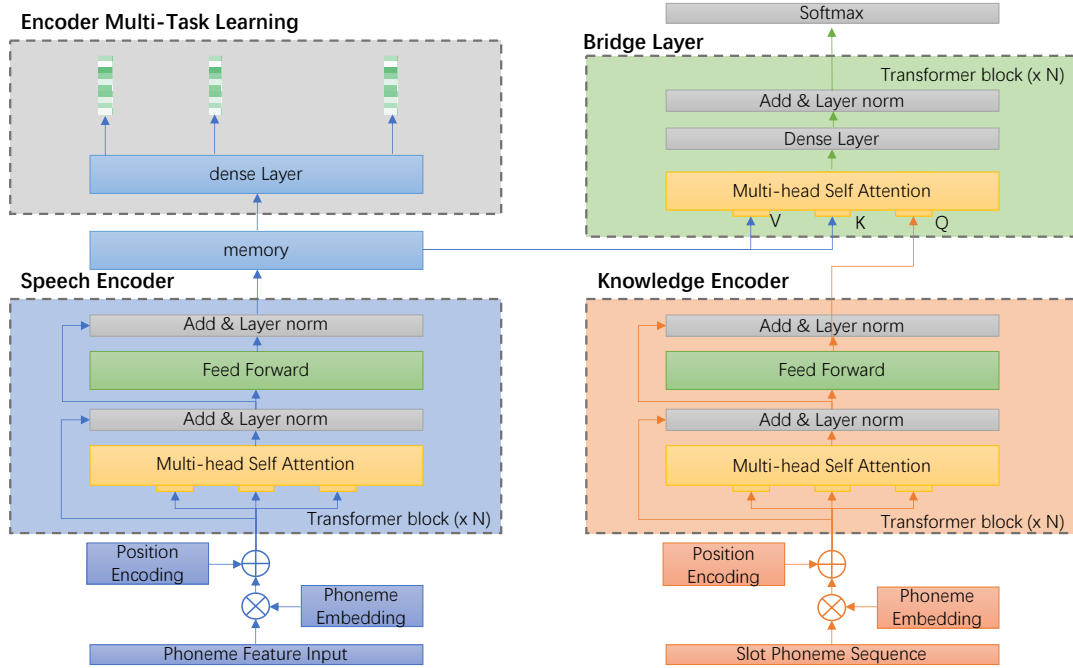 Encoder Multi-Task Learning
dense Layer
memory
Speech Encoder
Add & Layer norm
Feed Forward
Add & Layer norm
Multi-head Self Attention
Transformer block (x N)
Position
Encoding
Phoneme
Embedding
Phoneme Feature Input
Softmax
Bridge Layer
Transformer block (x N)
Add & Layer norm
Dense Layer
Multi-head Self Attention
V
K
Q
Knowledge Encoder
Add & Layer norm
Feed Forward
Add & Layer norm
Multi-head Self Attention
Transformer block (x N)
Position
Encoding
Phoneme
Embedding
Slot Phoneme Sequence